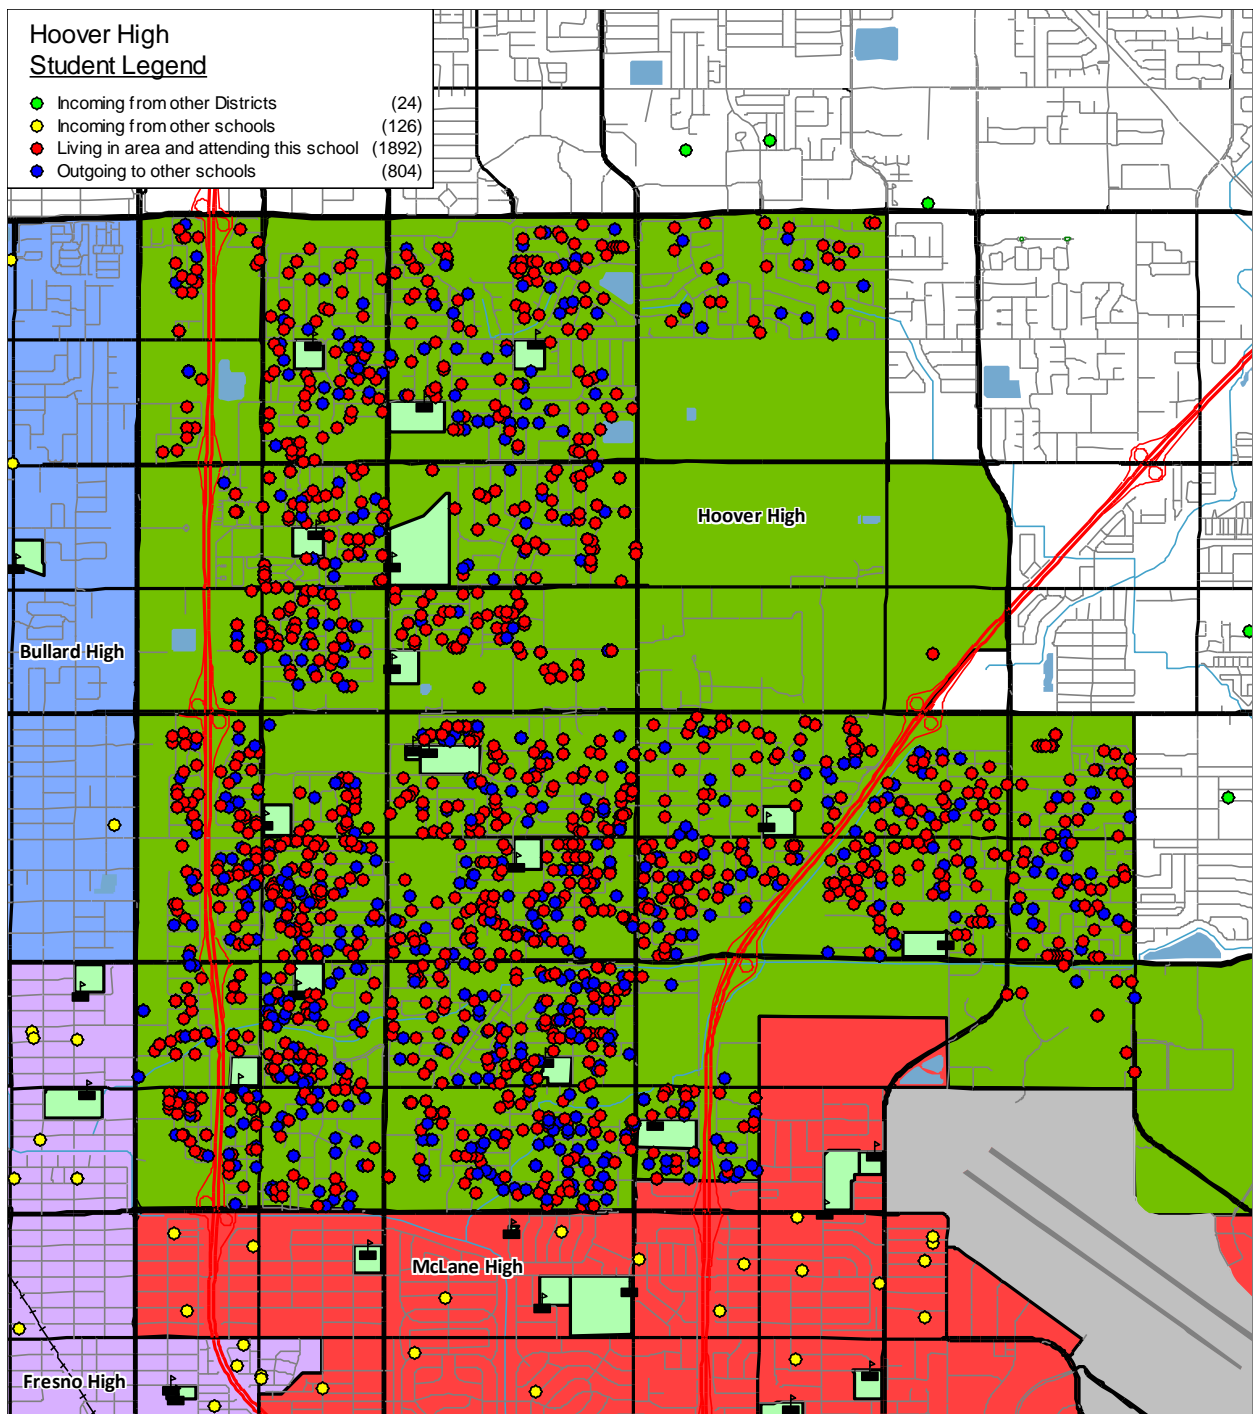 Hoover High
Student Legend
Incoming from other Districts (24)
Incoming from other schools (126)
Living in area and attending this school (1892)
Outgoing to other schools (804)
Hoover High
Bullard High
McLane High
Fresno High